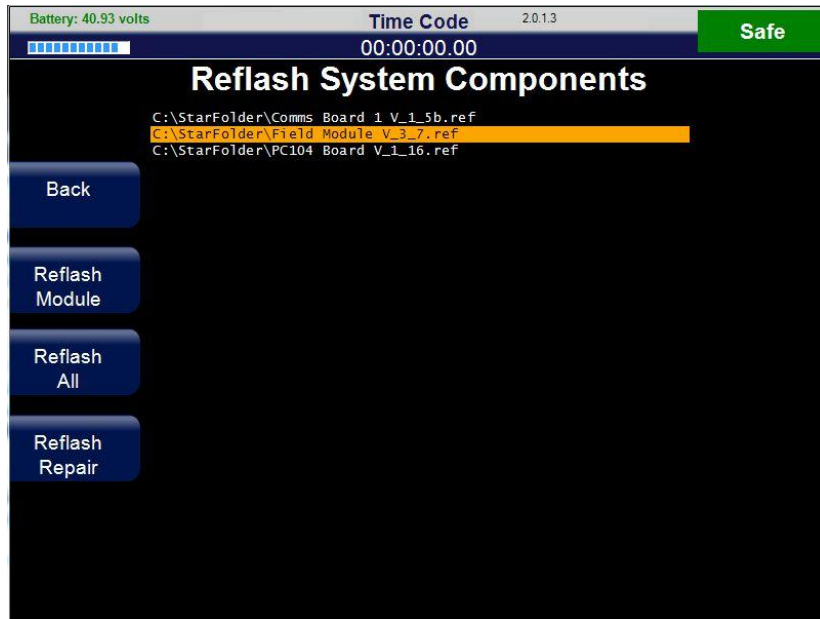 Battery: 40.93 volts
Time Code
2.0.1.3
Safe
00:00:00.00
Reflash System Components
C:\StarFolder\Comms Board 1 V_1_5b.ref
C:\StarFolder\Field Module V_3_7.ref
C:\StarFolder\PC104 Board V_1_16.ref
Back
Reflash
Module
Reflash
All
Reflash
Repair